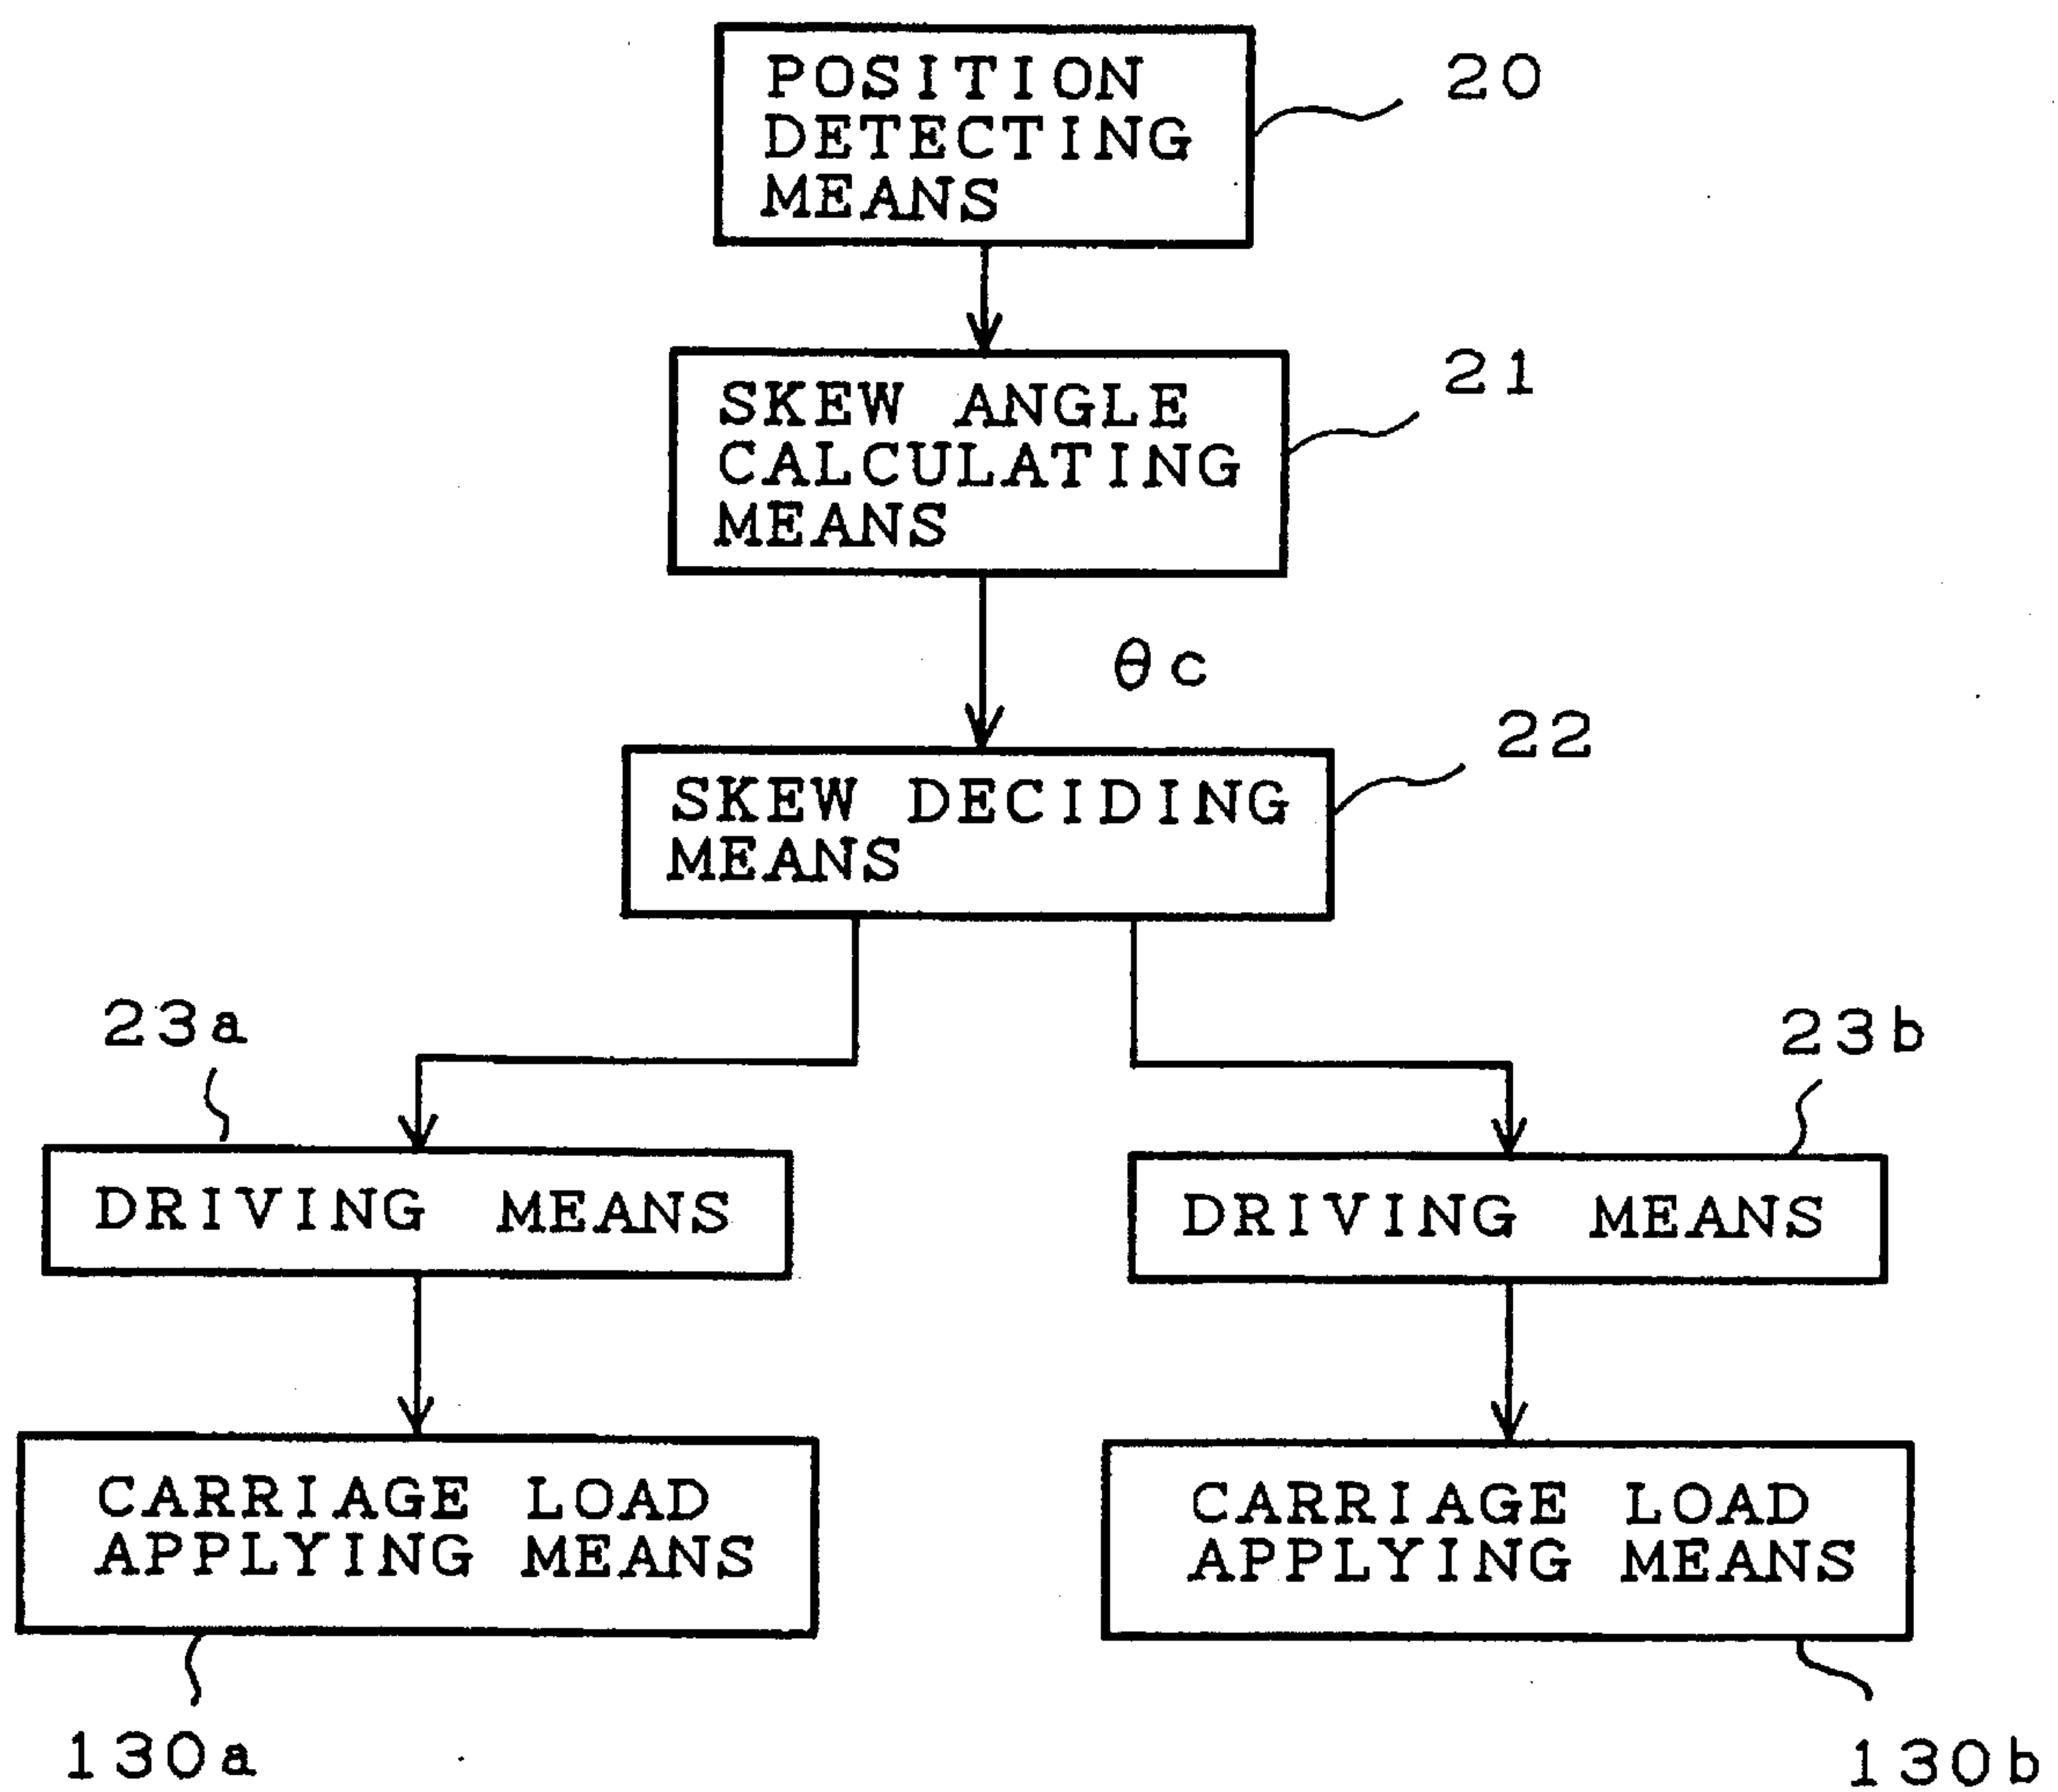 POSITION
DETECTING
MEANS
20
SKEW ANGLE
CALCULATING
MEANS
21
θc
SKEW DECIDING
MEANS
22
23a
23b
DRIVING MEANS
DRIVING MEANS
CARRIAGE LOAD
APPLYING MEANS
CARRIAGE LOAD
APPLYING MEANS
130a
130b